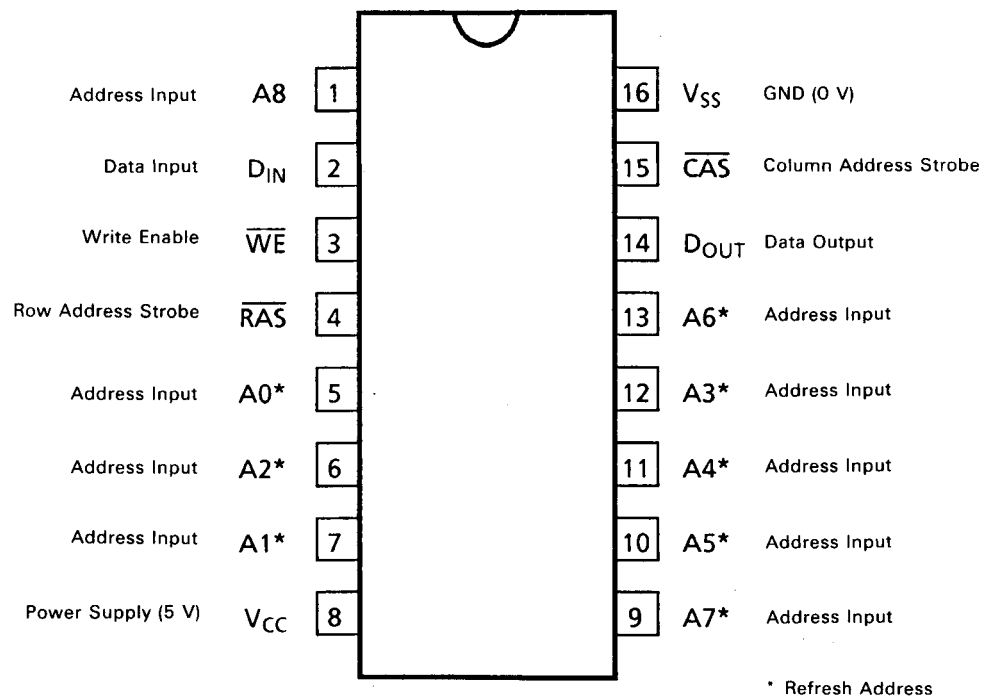 Address Input A8 1 16 VSS GND (0 V)
Data Input DIN 2 15 C̅A̅S̅ Column Address Strobe
Write Enable W̅E̅ 3 14 DOUT Data Output
Row Address Strobe R̅A̅S̅ 4 13 A6* Address Input
Address Input A0* 5 12 A3* Address Input
Address Input A2* 6 11 A4* Address Input
Address Input A1* 7 10 A5* Address Input
Power Supply (5 V) VCC 8 9 A7* Address Input
* Refresh Address